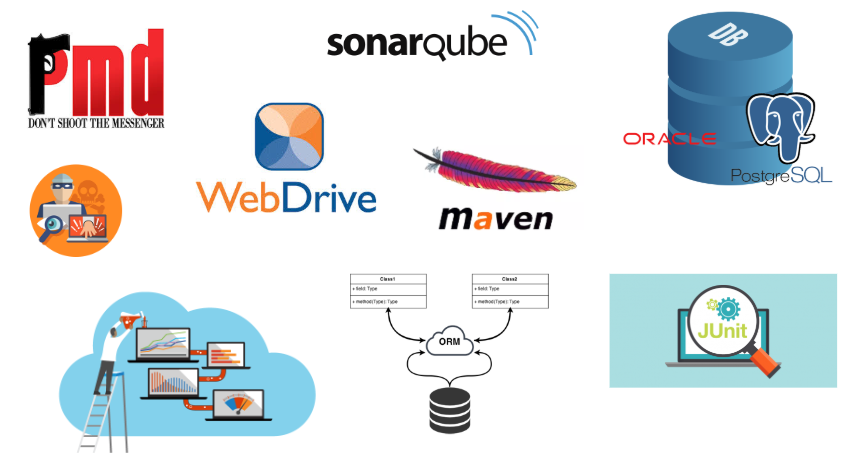 pmd
DON'T SHOOT THE MESSENGER
sonarqube
DB
ORACLE
PostgreSQL
WebDrive
maven
Class1
+ field: Type
+ method(Type): Type
Class2
+ field: Type
+ method(Type): Type
ORM
JUnit